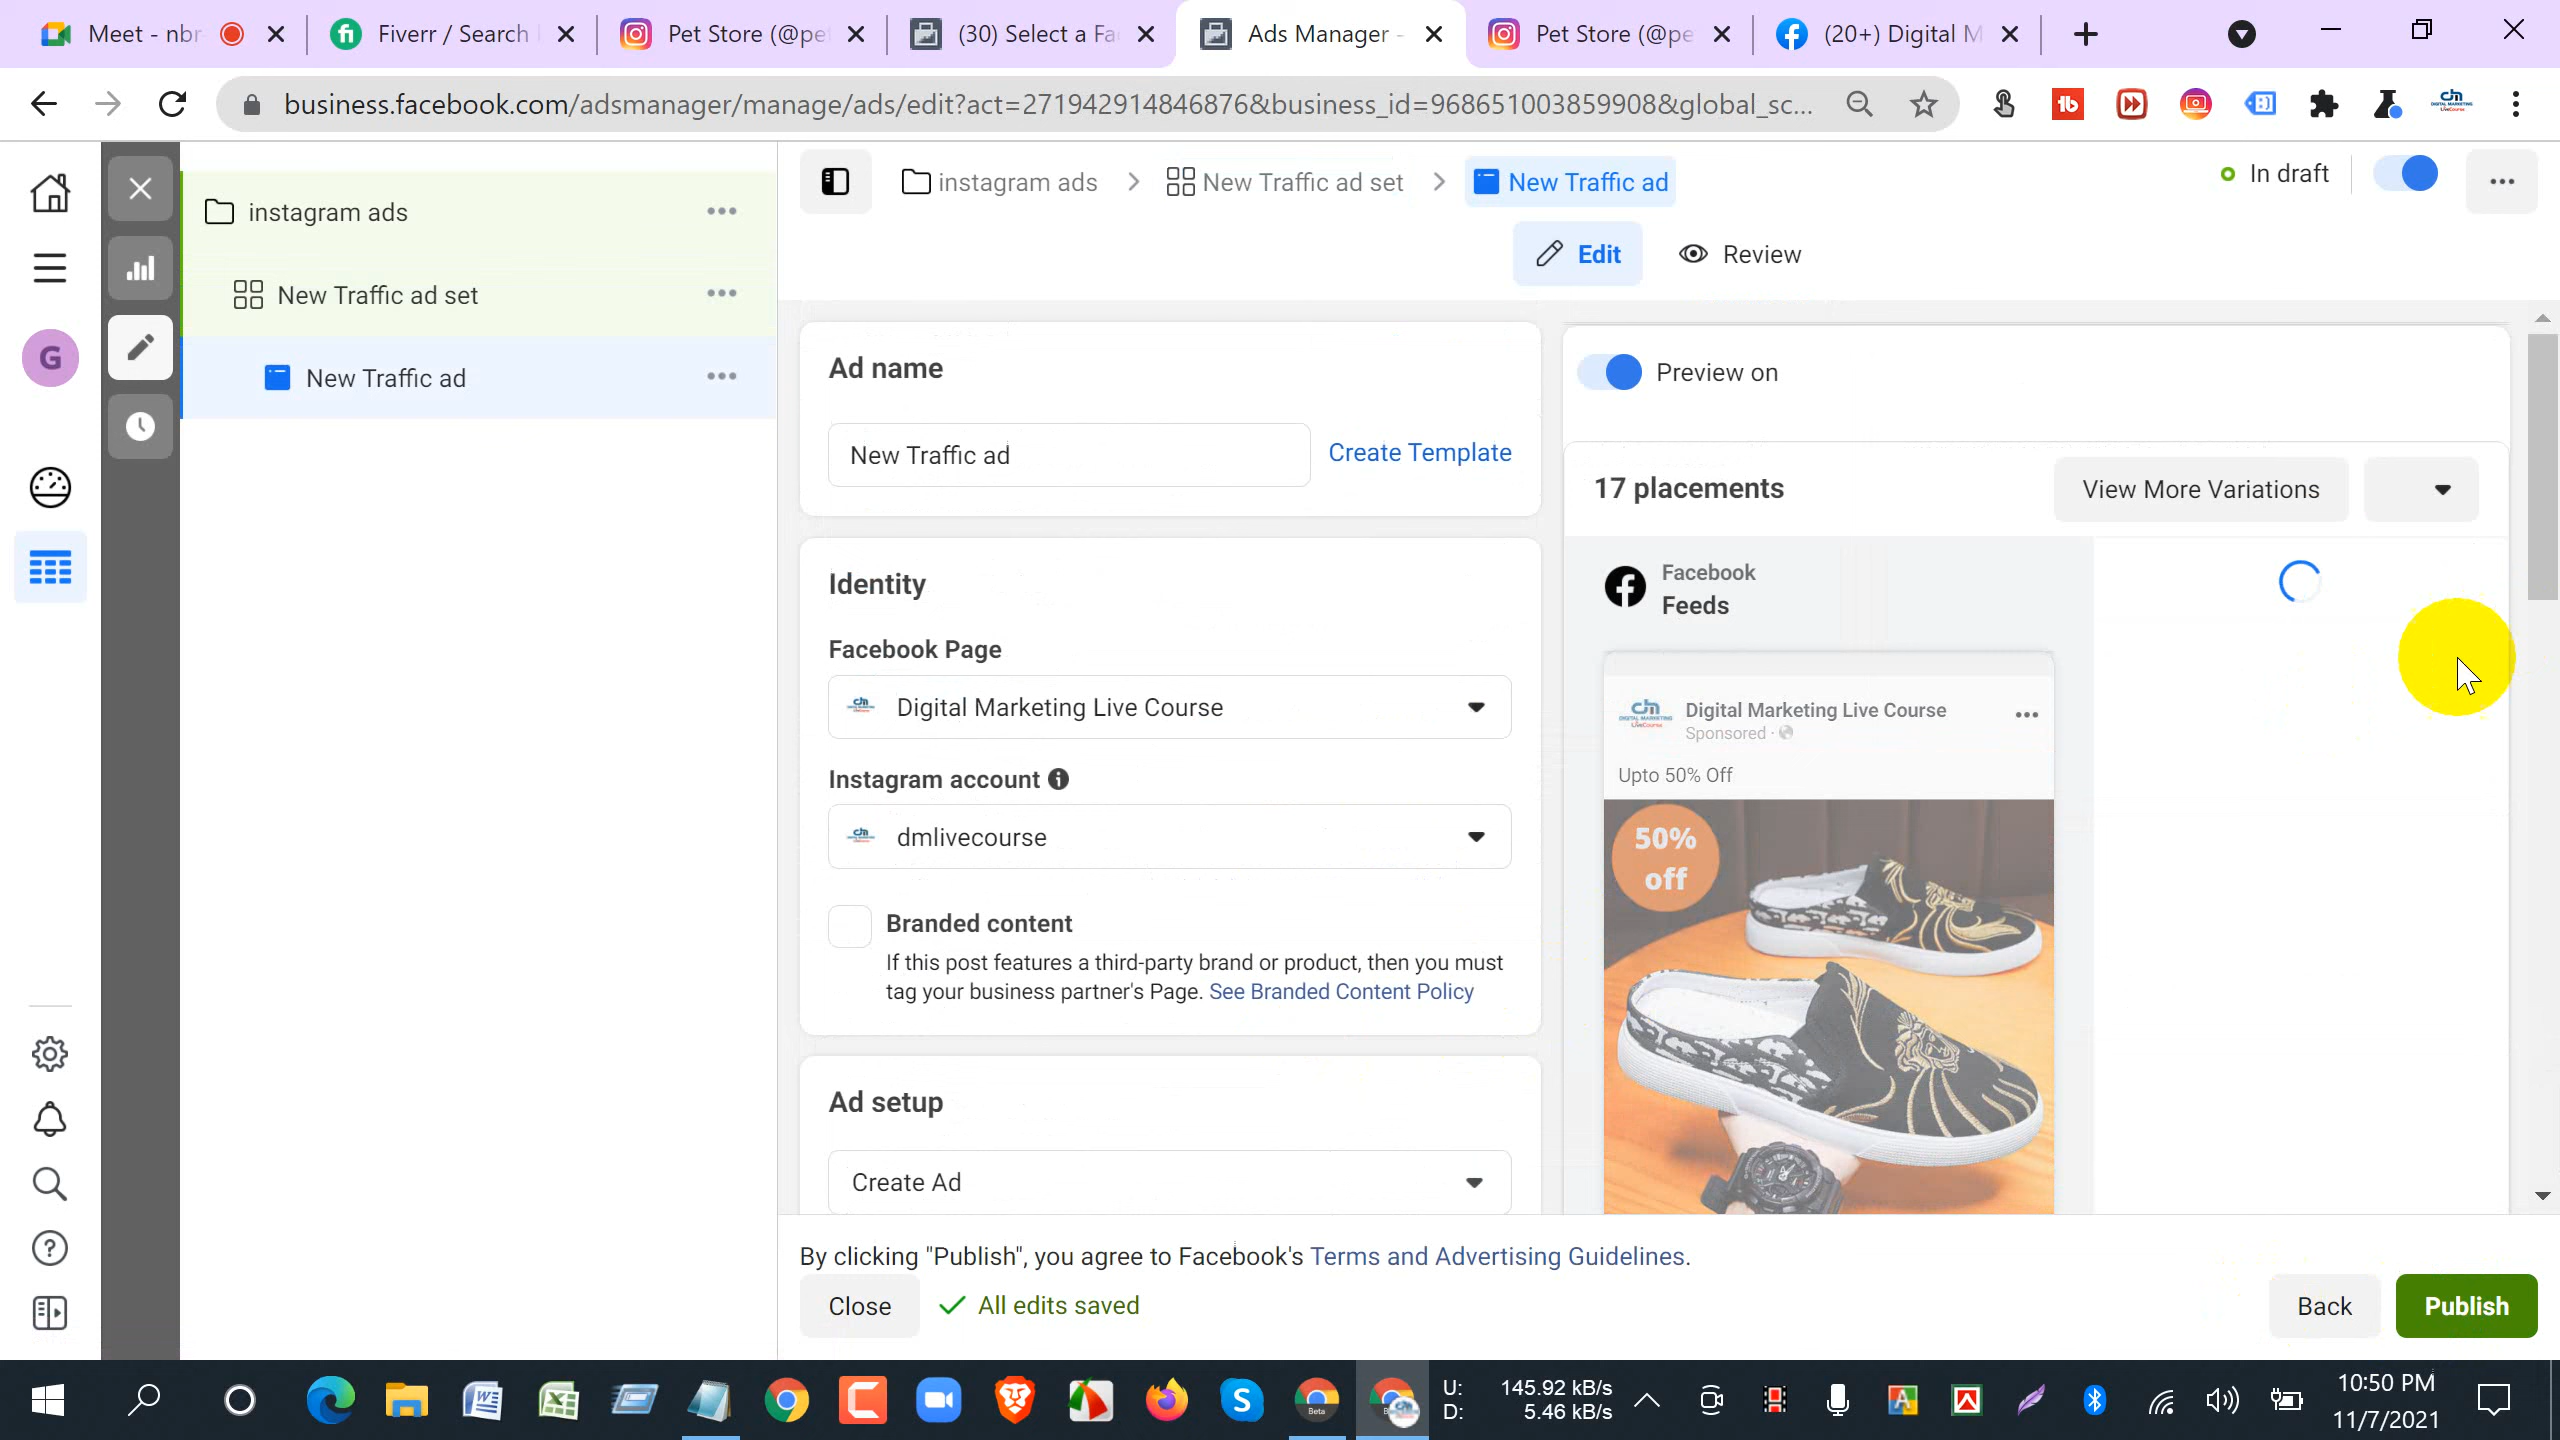 Meet - nbr
Fiverr / Search
Pet Store (@pet
(30) Select a Fa
Ads Manager -
Pet Store (@pe
(20+) Digital M
business.facebook.com/adsmanager/manage/ads/edit?act=271942914846876&business_id=968651003859908&global_sc...
instagram ads
New Traffic ad set
New Traffic ad
G
instagram ads
New Traffic ad set
New Traffic ad
In draft
Edit
Review
Ad name
New Traffic ad
Create Template
Identity
Facebook Page
Digital Marketing Live Course
Instagram account
dmlivecourse
Branded content
If this post features a third-party brand or product, then you must
tag your business partner's Page. See Branded Content Policy
Ad setup
Create Ad
Preview on
17 placements
View More Variations
Facebook
Feeds
Digital Marketing Live Course
Sponsored ·
Upto 50% Off
50%
off
By clicking "Publish", you agree to Facebook's Terms and Advertising Guidelines.
Close
All edits saved
Back
Publish
U: 145.92 kB/s
D: 5.46 kB/s
10:50 PM
11/7/2021